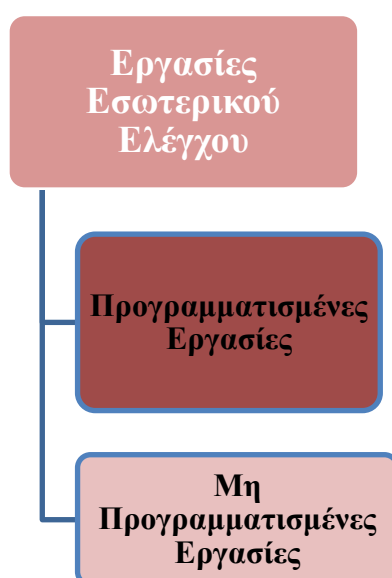 Εργασίες
Εσωτερικού
Ελέγχου
Προγραμματισμένες
Εργασίες
Μη
Προγραμματισμένες
Εργασίες